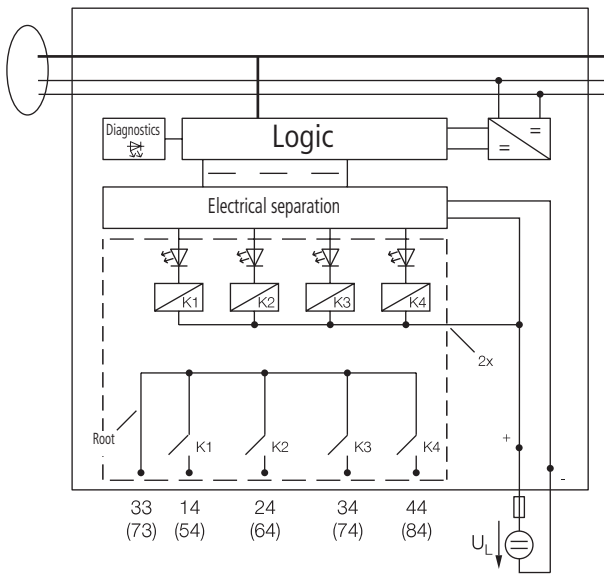 Diagnostics
Logic
=
=
Electrical separation
K1 K2 K3 K4
2x
Root
K1 K2 K3 K4
+
-
33 14 24 34 44
(73) (54) (64) (74) (84)
UL